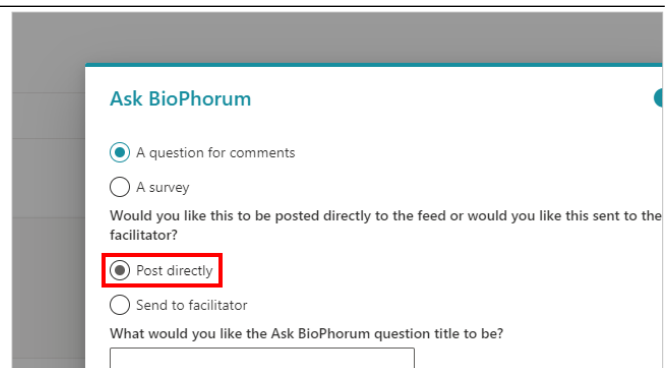 Ask BioPhorum
A question for comments
A survey
Would you like this to be posted directly to the feed or would you like this sent to the
facilitator?
Post directly
Send to facilitator
What would you like the Ask BioPhorum question title to be?